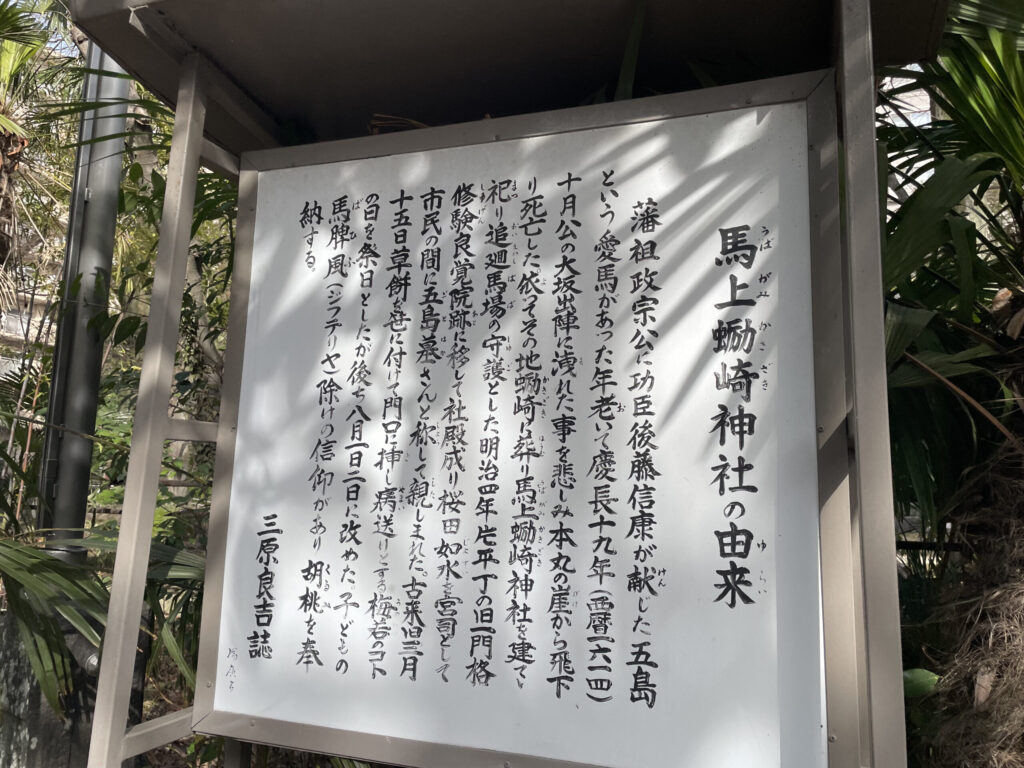 馬上蛎崎神社の由来
藩祖政宗公に功臣後藤信康が献した五島
という愛馬があった年老いて慶長十九年(西暦一六一四)
十月公の大坂出陣に洩れた事を悲しみ本丸の崖から飛下
り死亡した依ってその地蛎崎に葬り馬上蛎崎神社を建てゝ
祀り追廻馬場の守護とした明治四年片平丁の旧一門格
修験良覚院跡に移して社殿成り桜田如水を宮司として
市民の間に五島墓さんと称して親しまれた、古来旧三月
十五日草餅を巷に付けて門口に挿し病送りとする梅若のコト
の日を祭日としたが後ち八月一日二日に改めた、子どもの
馬脾風(ジフテリヤ)除けの信仰があり胡桃を奉
納する。
三原良吉誌